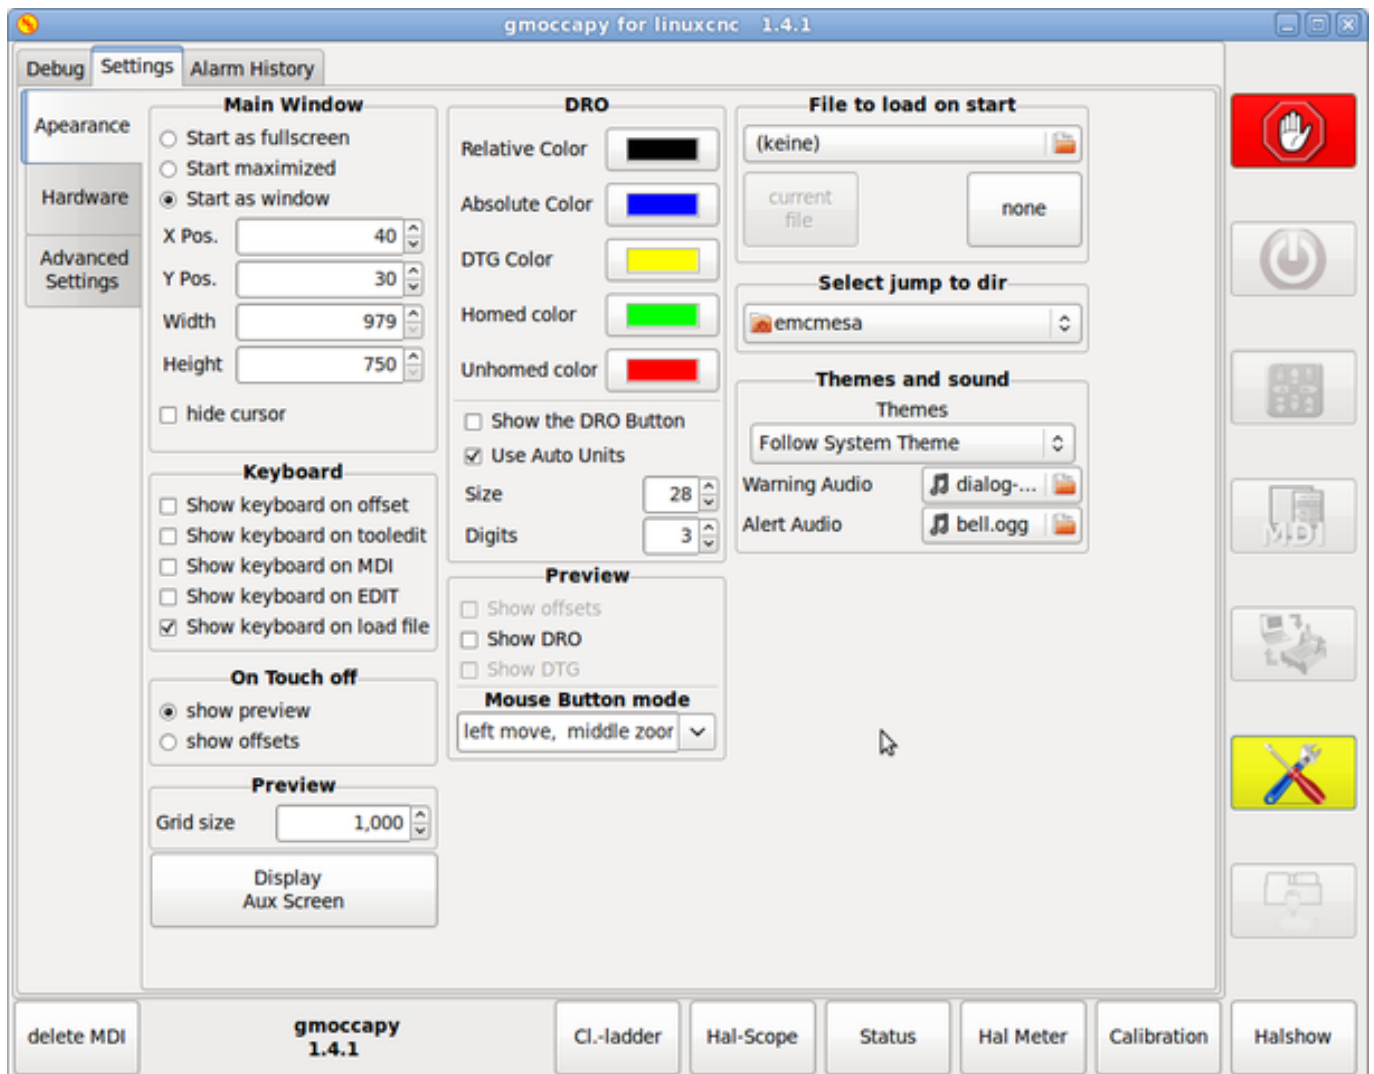 gmoccapy for linuxcnc 1.4.1
Debug
Settings
Alarm History
Apearance
Hardware
Advanced
Settings
Main Window
Start as fullscreen
Start maximized
Start as window
X Pos. 40
Y Pos. 30
Width 979
Height 750
hide cursor
Keyboard
Show keyboard on offset
Show keyboard on tooledit
Show keyboard on MDI
Show keyboard on EDIT
Show keyboard on load file
On Touch off
show preview
show offsets
Preview
Grid size 1,000
Display
Aux Screen
DRO
Relative Color
Absolute Color
DTG Color
Homed color
Unhomed color
Show the DRO Button
Use Auto Units
Size 28
Digits 3
Preview
Show offsets
Show DRO
Show DTG
Mouse Button mode
left move, middle zoor
File to load on start
(keine)
current
file
none
Select jump to dir
emcmesa
Themes and sound
Themes
Follow System Theme
Warning Audio dialog-...
Alert Audio bell.ogg
MDI
delete MDI
gmoccapy
1.4.1
Cl.-ladder
Hal-Scope
Status
Hal Meter
Calibration
Halshow